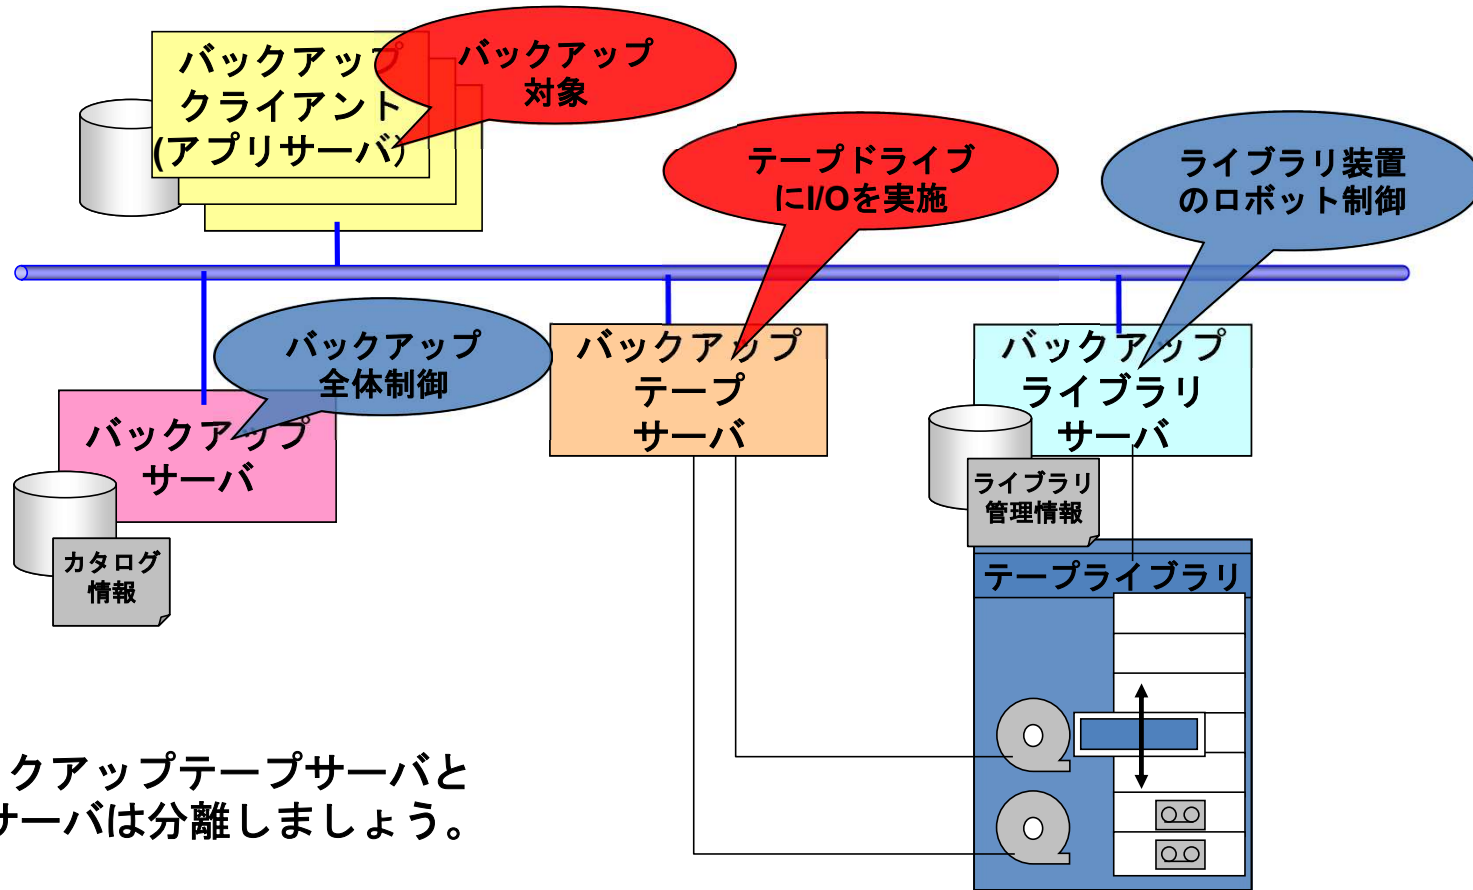 バックアップ
クライアント
(アプリサーバ)
バックアップ
対象
テープドライブ
にI/Oを実施
ライブラリ装置
のロボット制御
バックアップ
全体制御
バックアップ
サーバ
カタログ
情報
バックアップ
テープ
サーバ
バックアップ
ライブラリ
サーバ
ライブラリ
管理情報
テープライブラリ
クアップテープサーバと
サーバは分離しましょう。